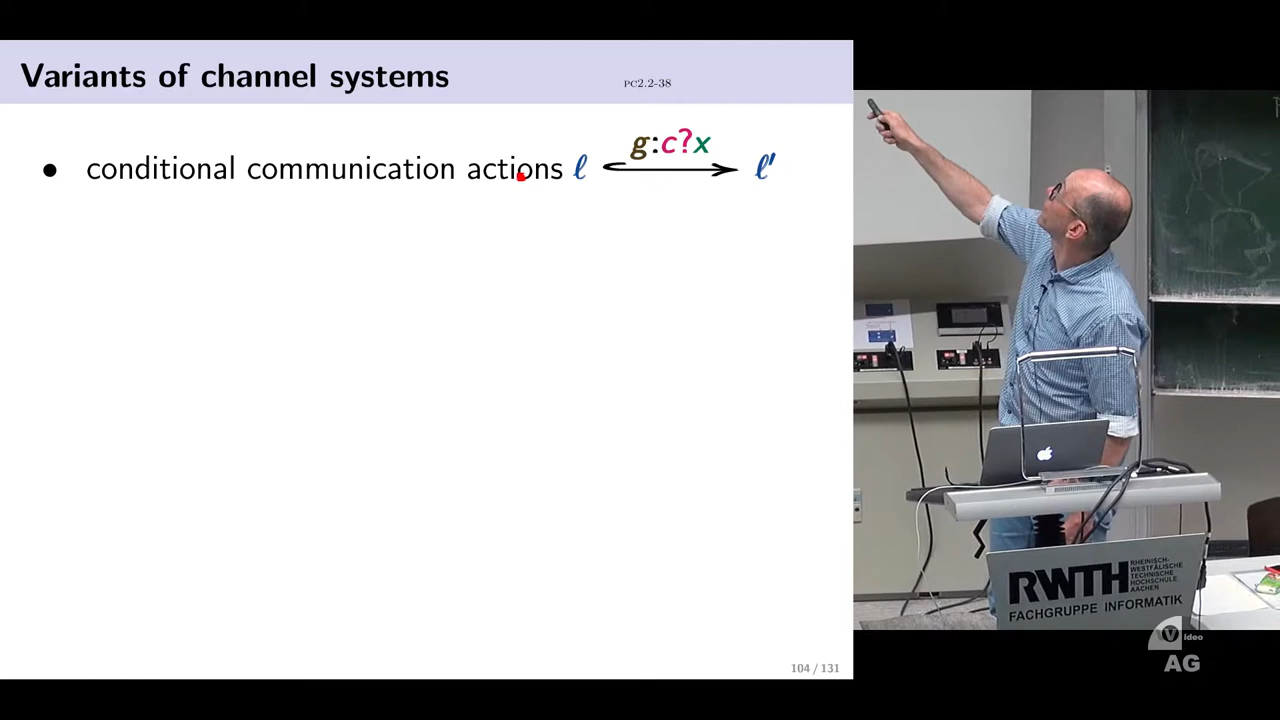 Variants of channel systems
PC2.2-38
g:c?x
• conditional communication actions ℓ ↪ ℓ'
104 / 131
RWTH
RHEINISCH-
WESTFÄLISCHE
TECHNISCHE
HOCHSCHULE
AACHEN
FACHGRUPPE INFORMATIK
Video
AG